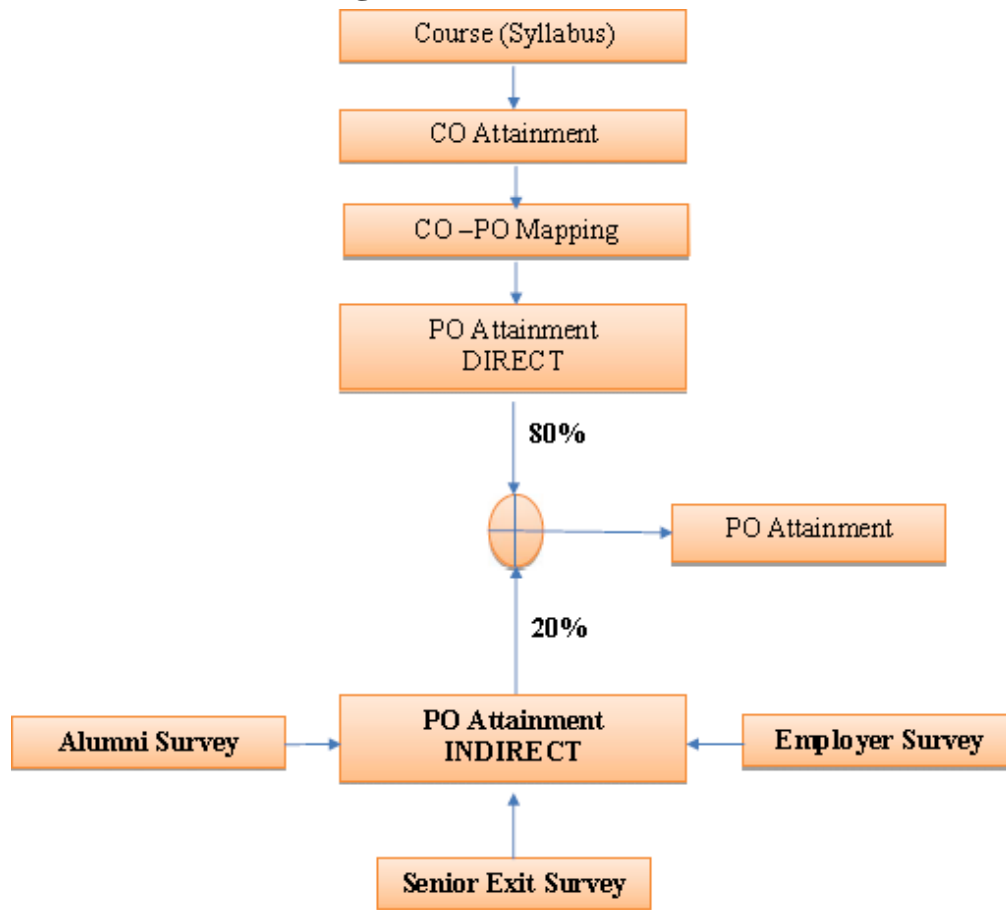 Course (Syllabus)
CO Attainment
CO –PO Mapping
PO Attainment
DIRECT
80%
PO Attainment
20%
PO Attainment
INDIRECT
Alumni Survey
Employer Survey
Senior Exit Survey